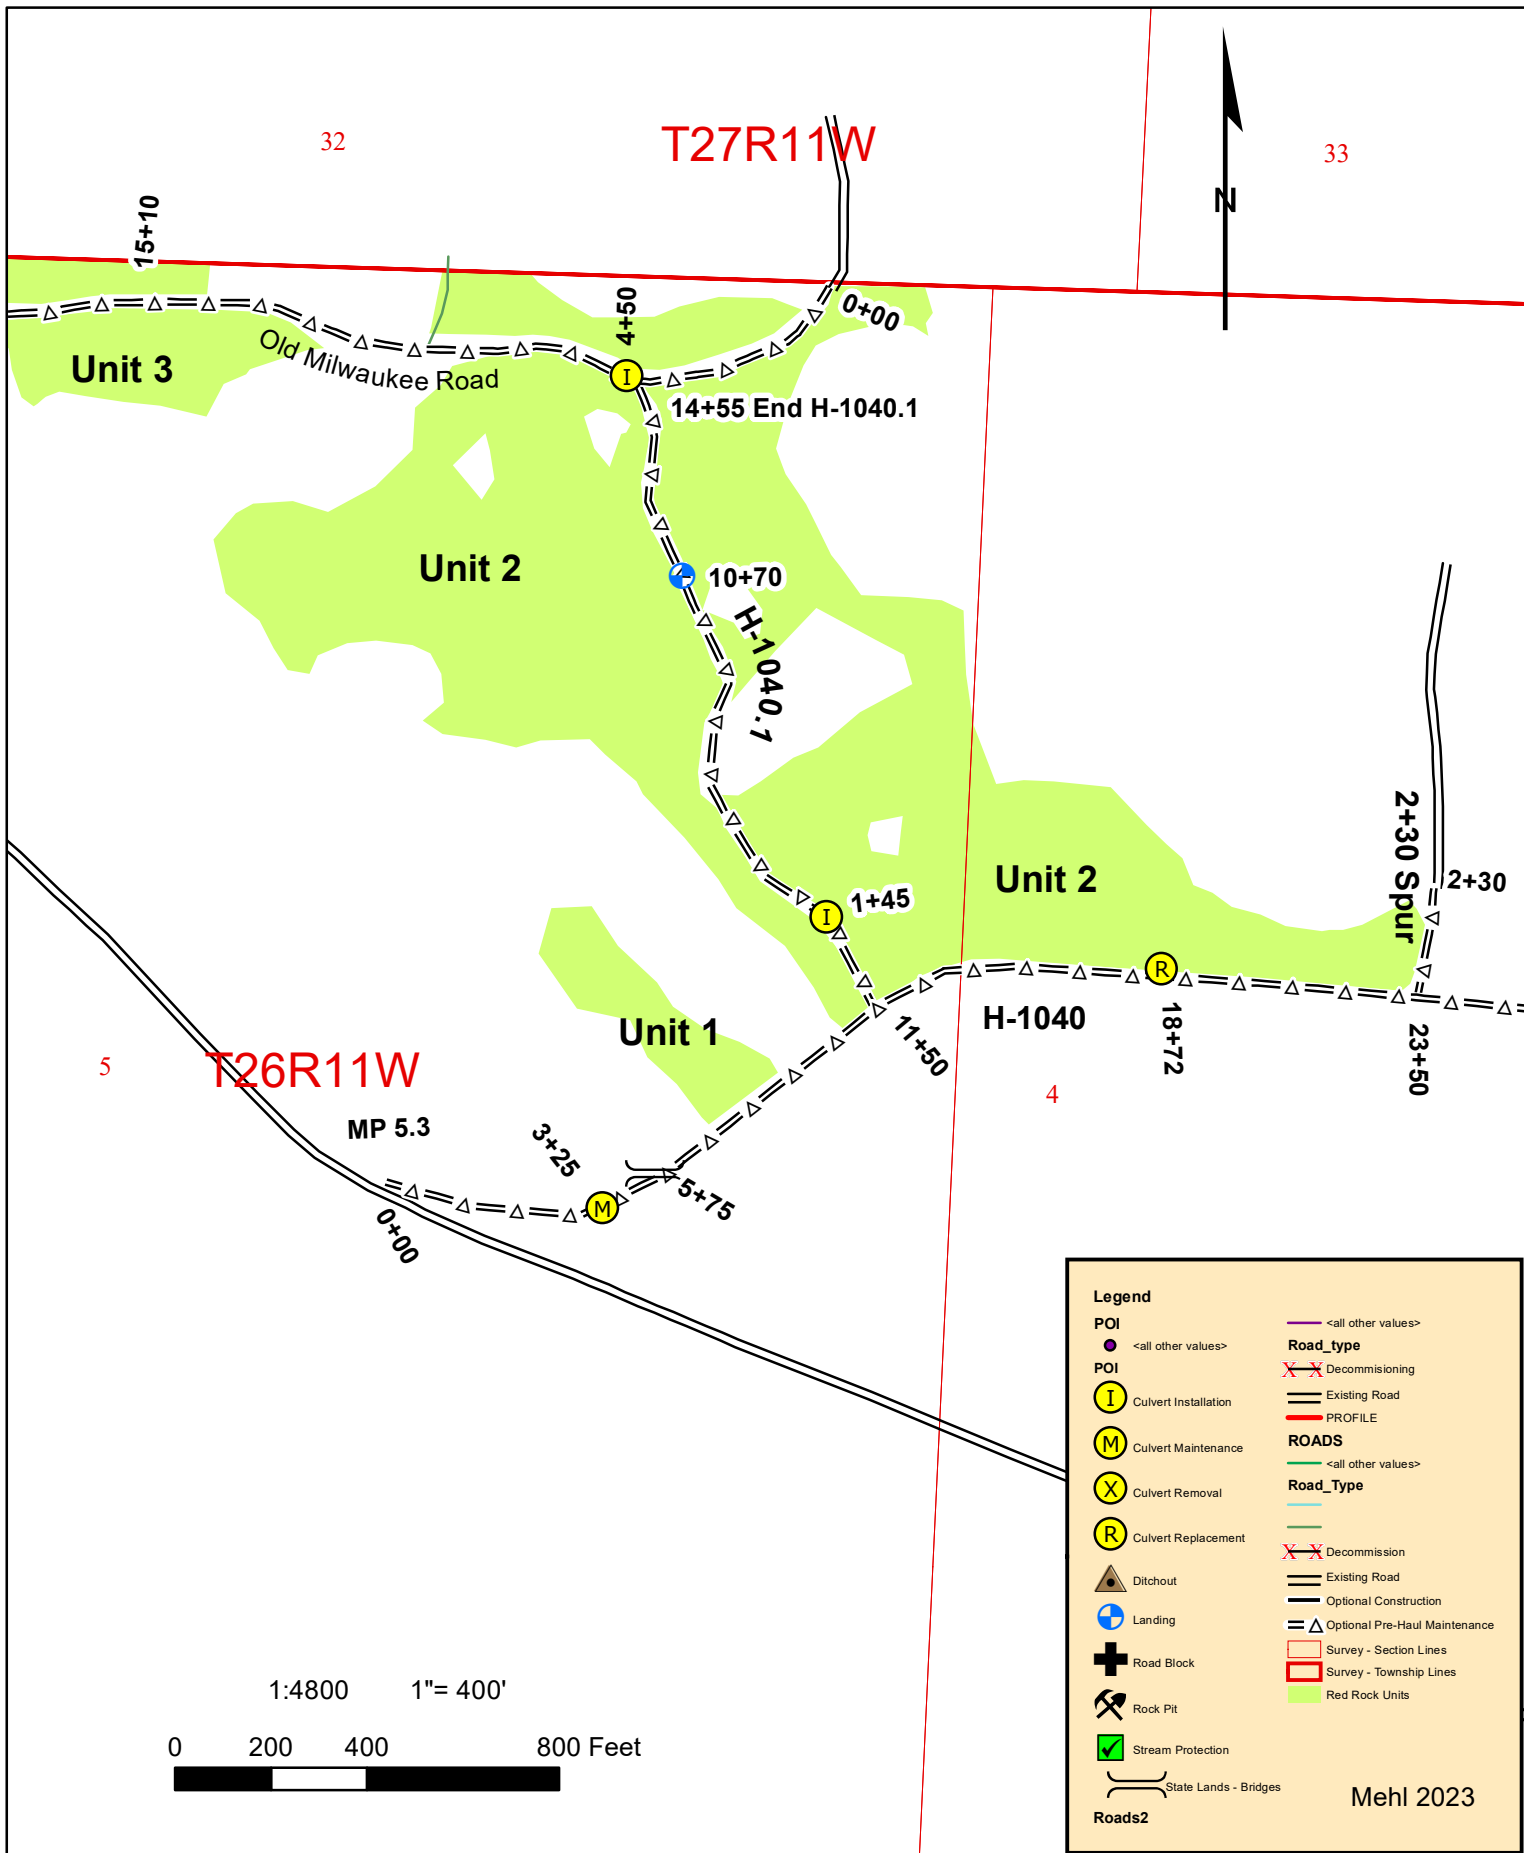 32
T27R11W
33
N
15+10
4+50
0+00
Old Milwaukee Road
Unit 3
14+55 End H-1040.1
Unit 2
10+70
H-1040.1
2+30 Spur
2+30
Unit 2
1+45
Unit 1
11+50
H-1040
18+72
23+50
5
T26R11W
4
MP 5.3
3+25
5+75
0+00
Legend
POI
<all other values>
POI
I Culvert Installation
M Culvert Maintenance
X Culvert Removal
R Culvert Replacement
Ditchout
Landing
Road Block
Rock Pit
Stream Protection
State Lands - Bridges
Roads2
<all other values>
Road_type
X X Decommisioning
Existing Road
PROFILE
ROADS
<all other values>
Road_Type
X X Decommission
Existing Road
Optional Construction
Optional Pre-Haul Maintenance
Survey - Section Lines
Survey - Township Lines
Red Rock Units
Mehl 2023
1:4800 1"= 400'
0 200 400 800 Feet
I
I
R
M